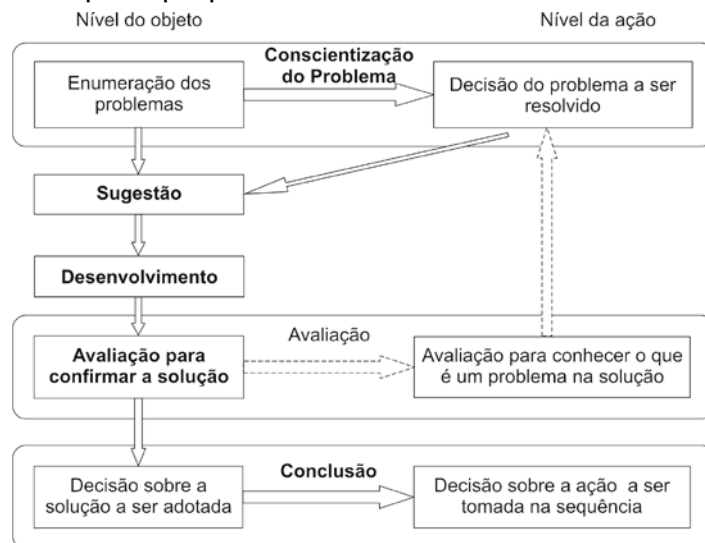 Nível do objeto
Nível da ação
Conscientização
do Problema
Enumeração dos
problemas
Decisão do problema a ser
resolvido
Sugestão
Desenvolvimento
Avaliação
Avaliação para
confirmar a solução
Avaliação para conhecer o que
é um problema na solução
Conclusão
Decisão sobre a
solução a ser adotada
Decisão sobre a ação a ser
tomada na sequência